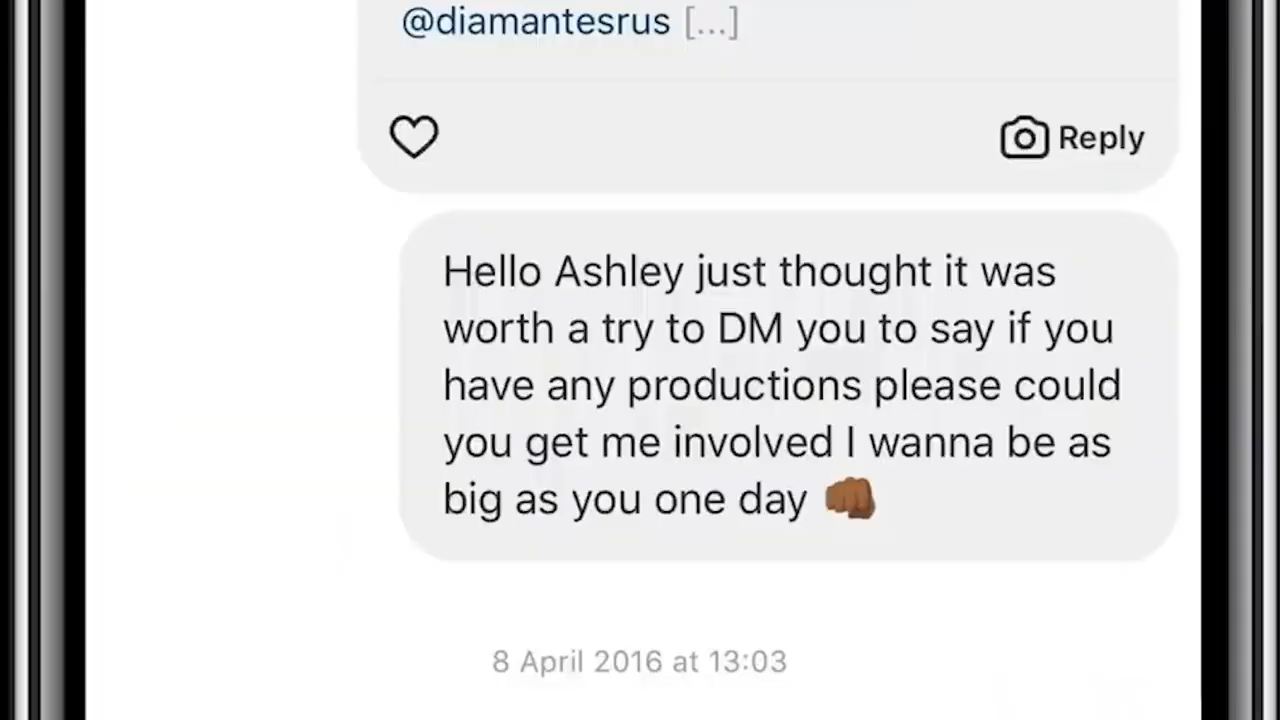 @diamantesrus [...]
Reply
Hello Ashley just thought it was
worth a try to DM you to say if you
have any productions please could
you get me involved I wanna be as
big as you one day 👊🏾
8 April 2016 at 13:03